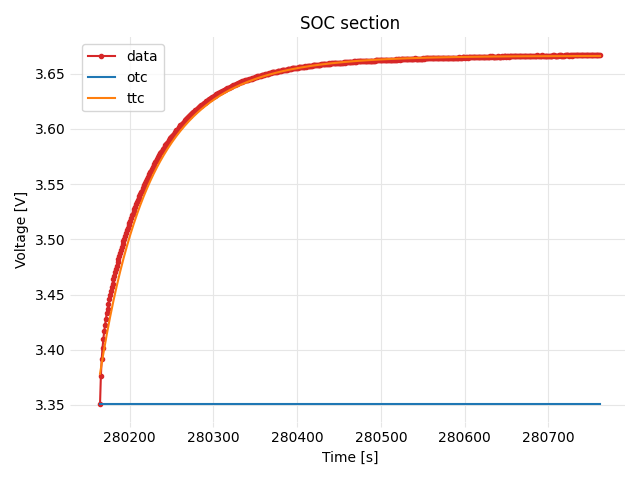 SOC section
data
otc
ttc
Voltage [V]
3.65
3.60
3.55
3.50
3.45
3.40
3.35
280200 280300 280400 280500 280600 280700
Time [s]